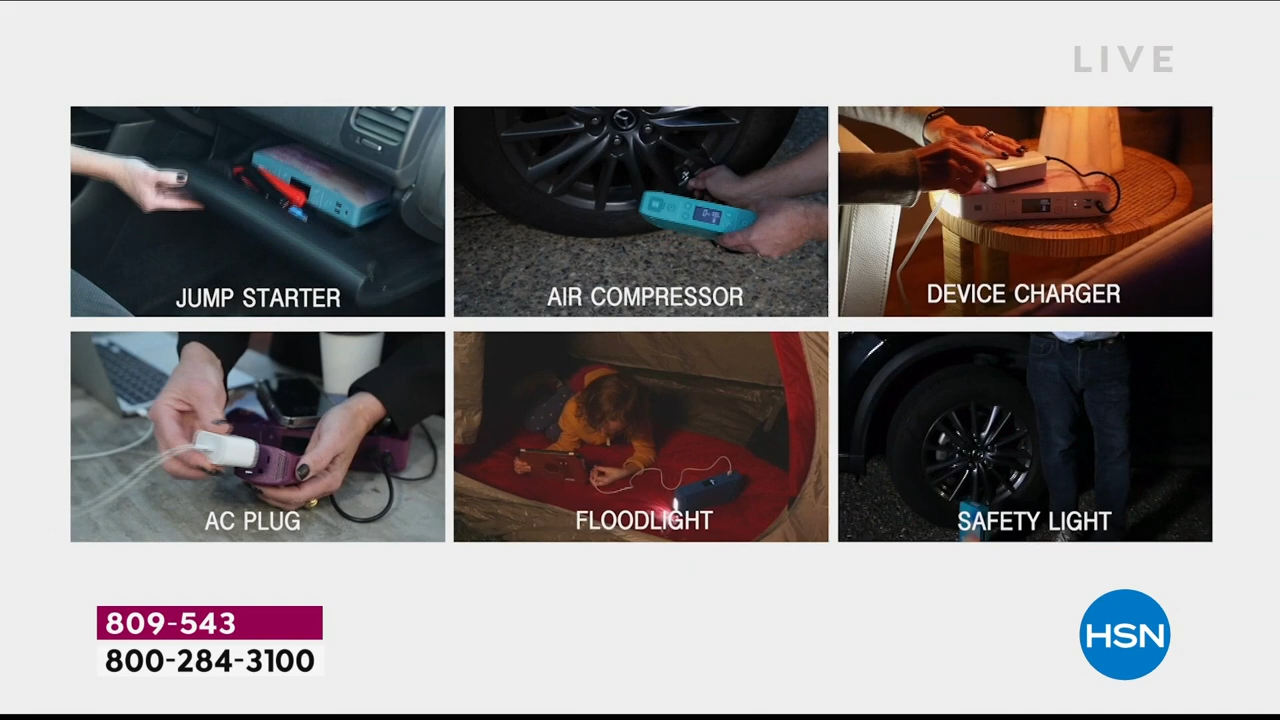 LIVE
JUMP STARTER
AIR COMPRESSOR
DEVICE CHARGER
AC PLUG
FLOODLIGHT
SAFETY LIGHT
809-543
800-284-3100
HSN